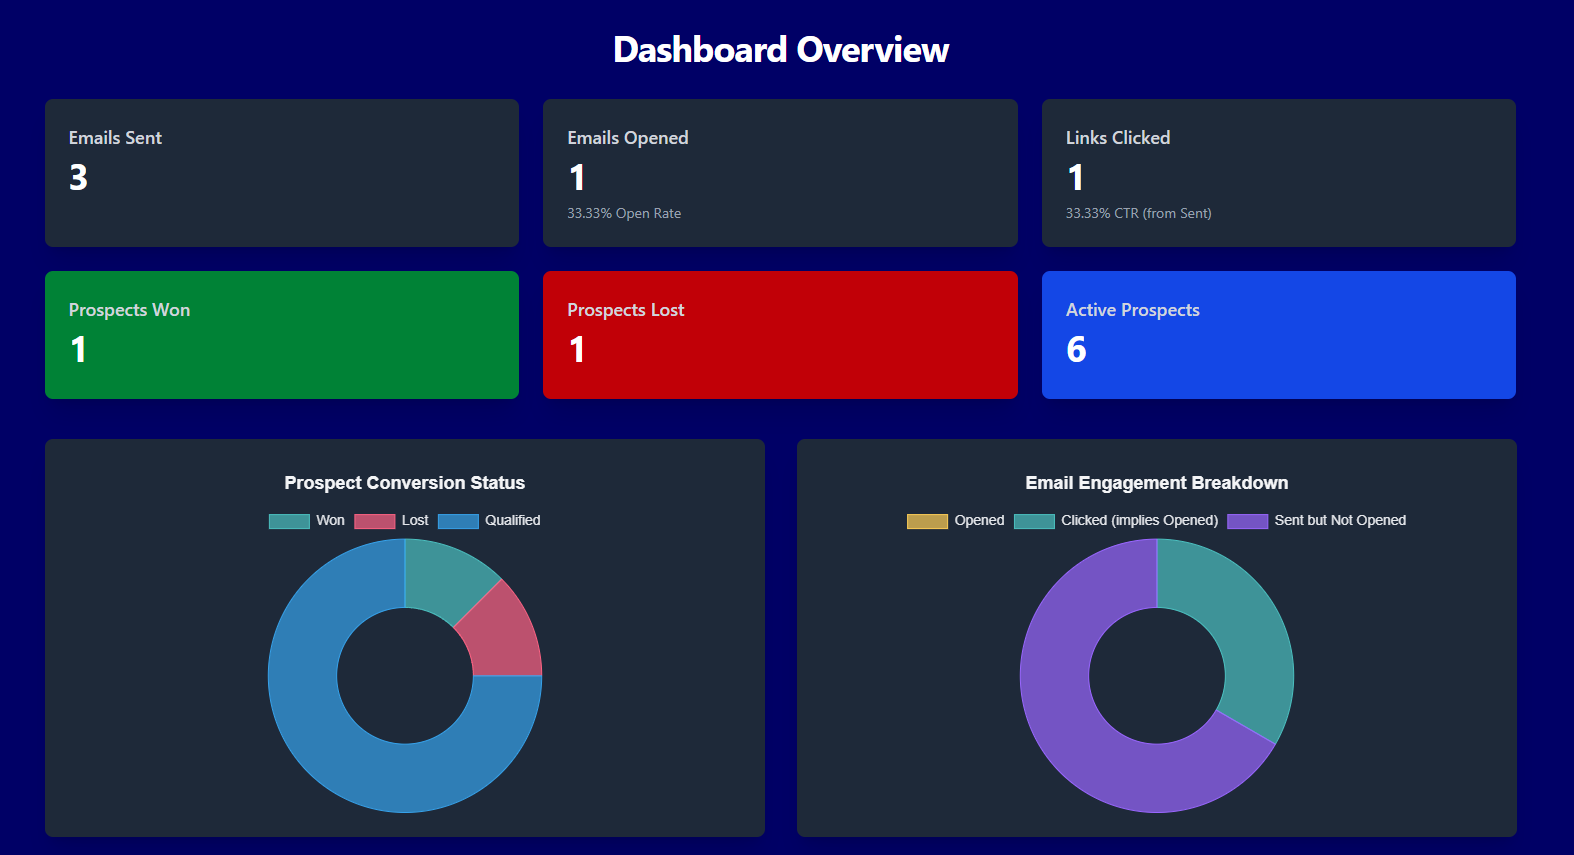 Dashboard Overview
Emails Sent
3
Emails Opened
1
33.33% Open Rate
Links Clicked
1
33.33% CTR (from Sent)
Prospects Won
1
Prospects Lost
1
Active Prospects
6
Prospect Conversion Status
Won Lost Qualified
Email Engagement Breakdown
Opened Clicked (implies Opened) Sent but Not Opened